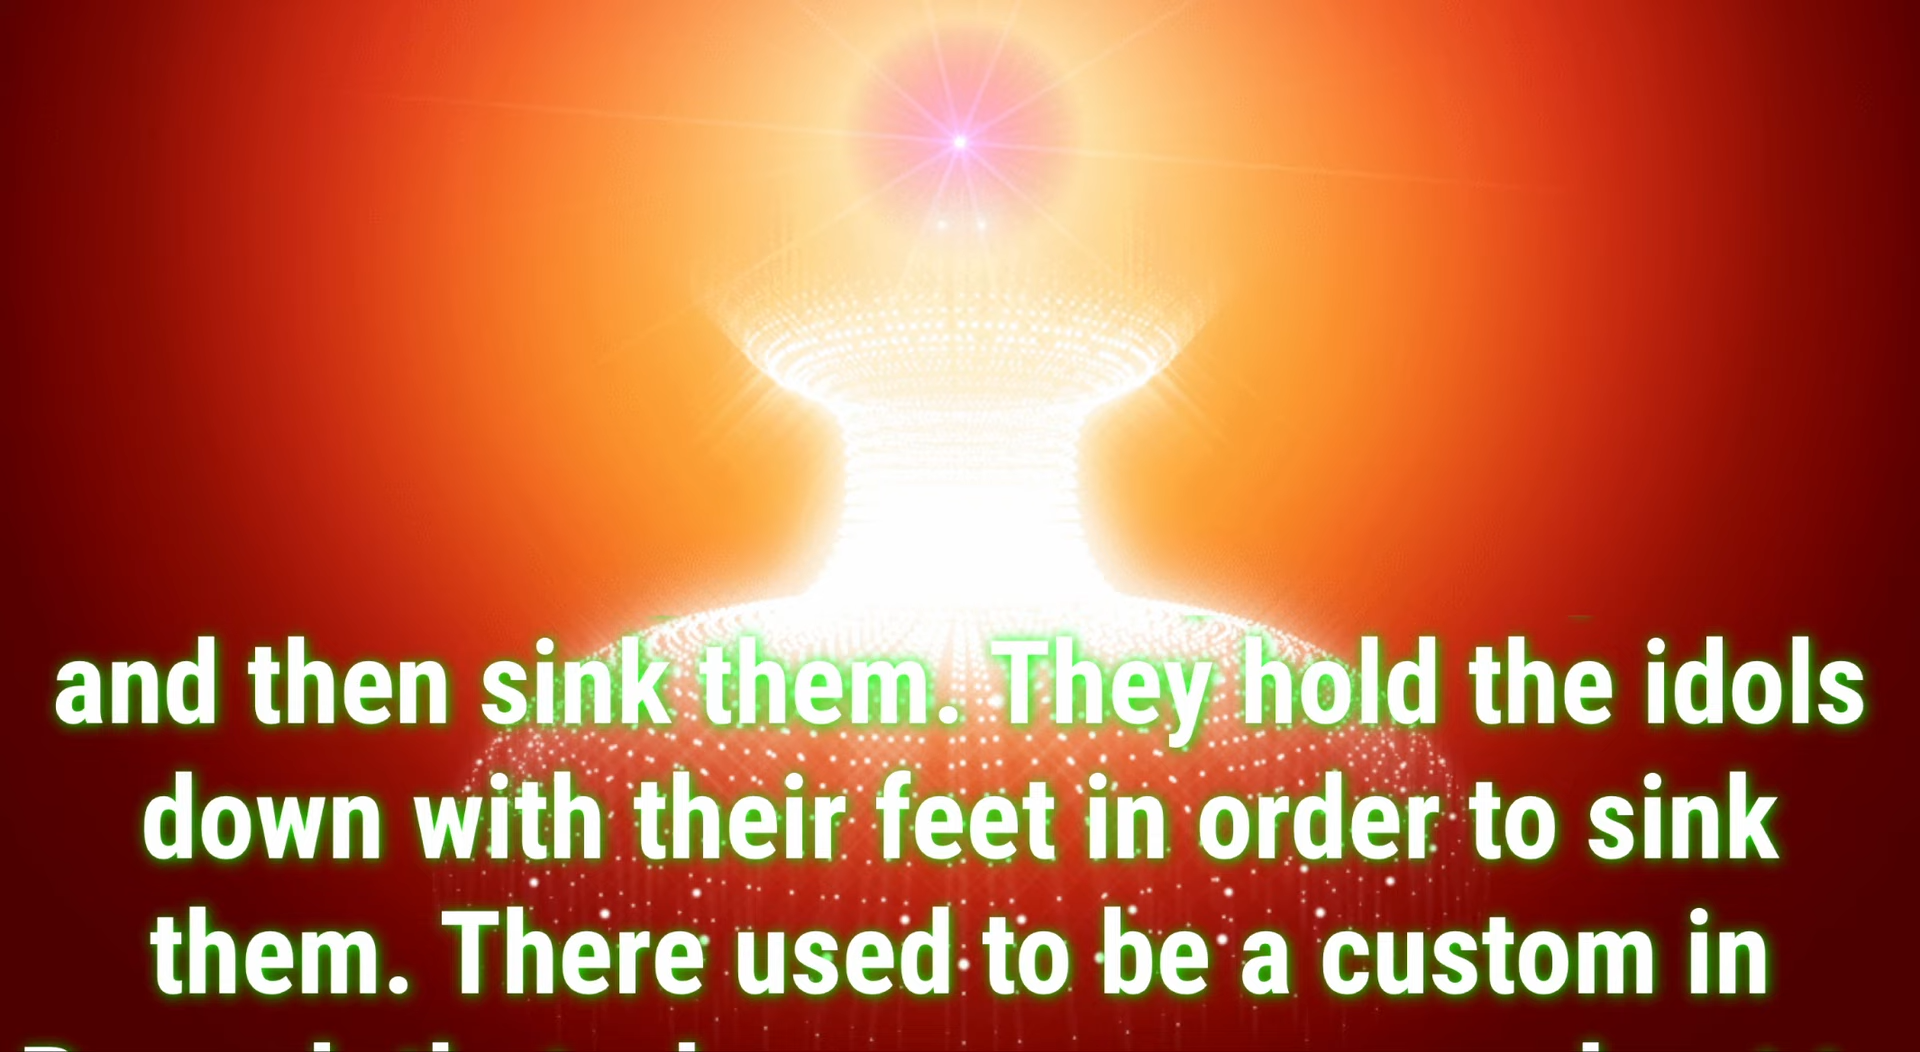 and then sink them. They hold the idols
down with their feet in order to sink
them. There used to be a custom in